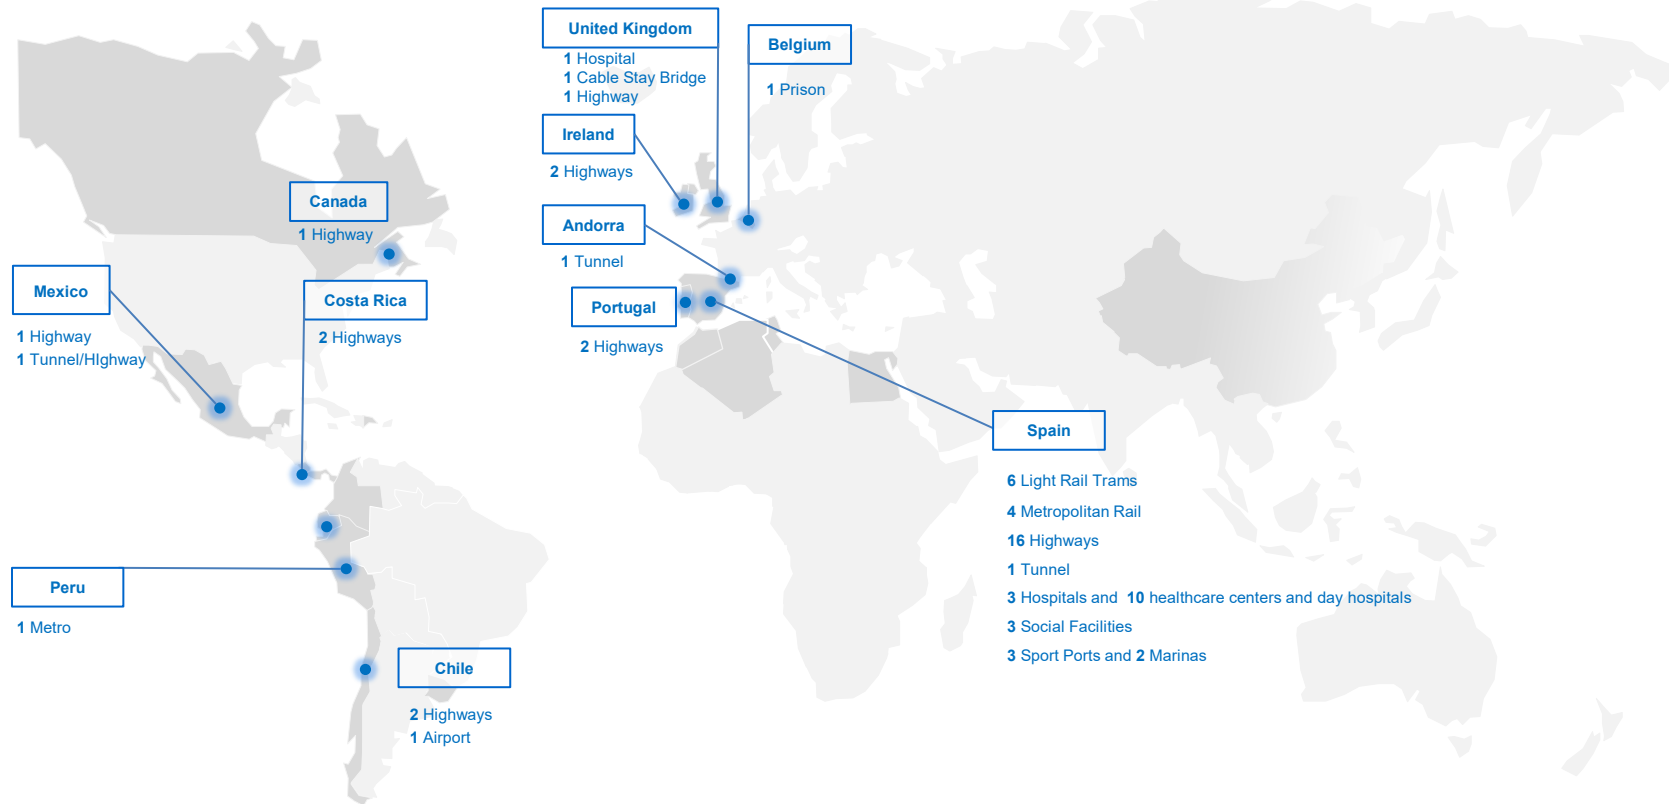 United Kingdom
1 Hospital
1 Cable Stay Bridge
1 Highway
Belgium
1 Prison
Ireland
2 Highways
Canada
1 Highway
Andorra
1 Tunnel
Mexico
1 Highway
1 Tunnel/HIghway
Costa Rica
2 Highways
Portugal
2 Highways
Spain
6 Light Rail Trams
4 Metropolitan Rail
16 Highways
1 Tunnel
3 Hospitals and 10 healthcare centers and day hospitals
3 Social Facilities
3 Sport Ports and 2 Marinas
Peru
1 Metro
Chile
2 Highways
1 Airport